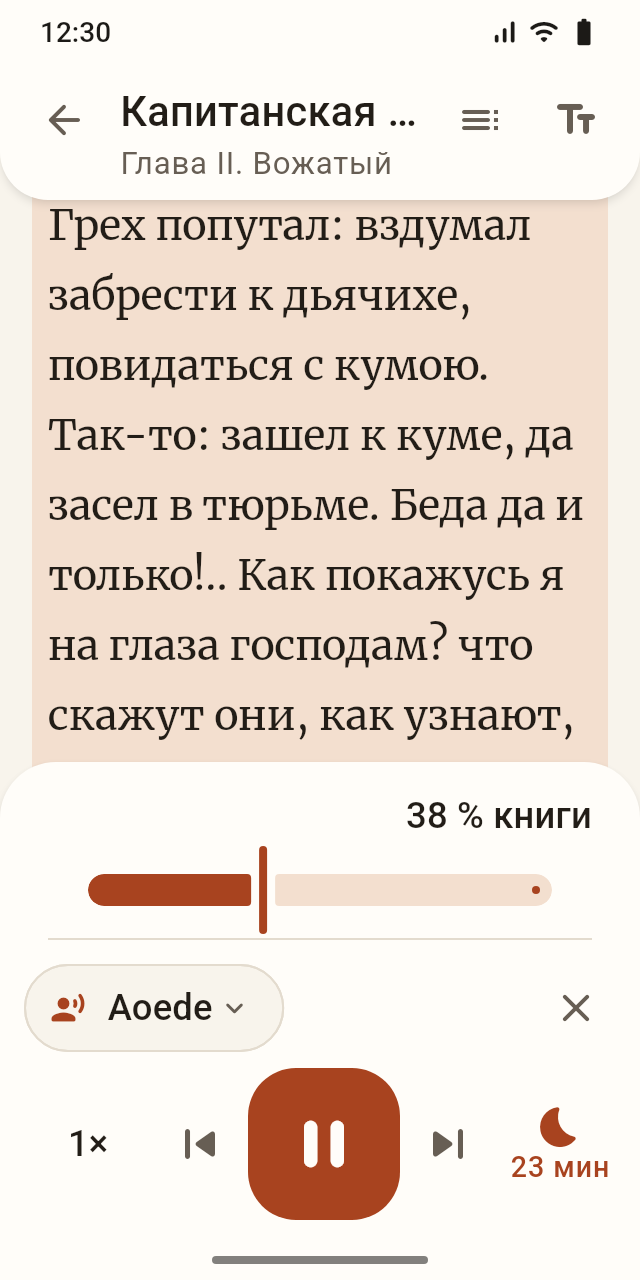 12:30
Капитанская ...
Глава II. Вожатый
Грех попутал: вздумал
забрести к дьячихе,
повидаться с кумою.
Так-то: зашел к куме, да
засел в тюрьме. Беда да и
только!.. Как покажусь я
на глаза господам? что
скажут они, как узнают,
38 % книги
Aoede
1×
23 мин